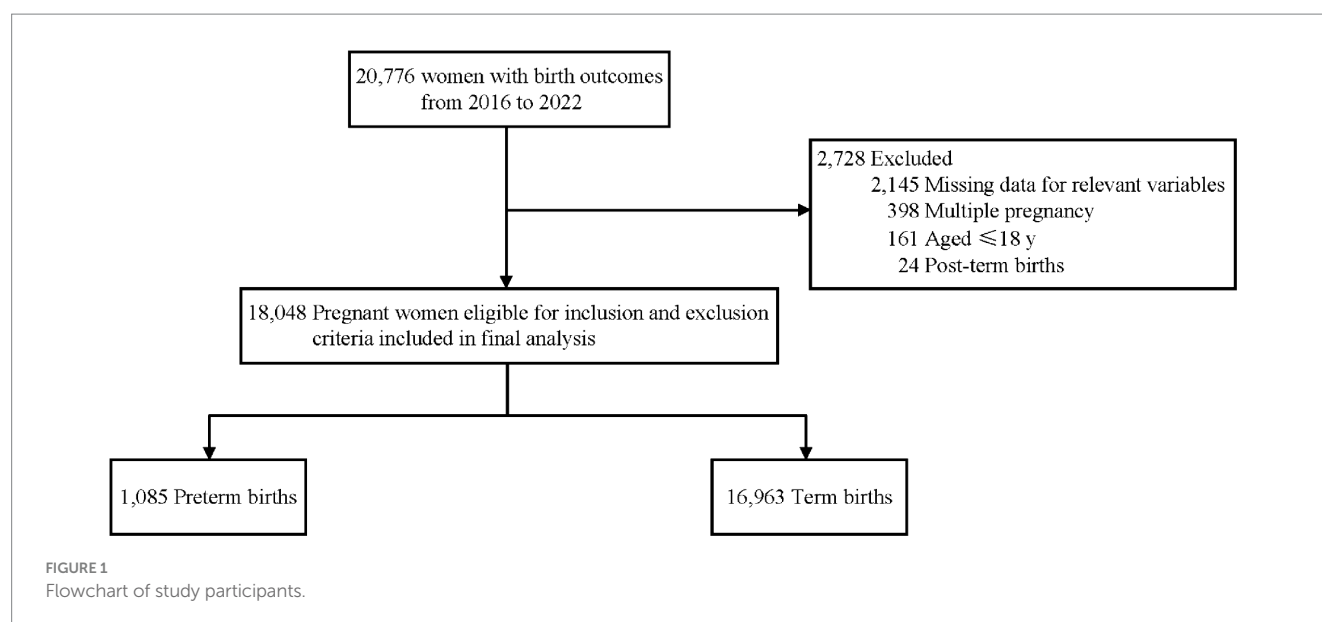 20,776 women with birth outcomes
from 2016 to 2022
2,728 Excluded
2,145 Missing data for relevant variables
398 Multiple pregnancy
161 Aged ≤18 y
24 Post-term births
18,048 Pregnant women eligible for inclusion and exclusion
criteria included in final analysis
1,085 Preterm births
16,963 Term births
FIGURE 1
Flowchart of study participants.